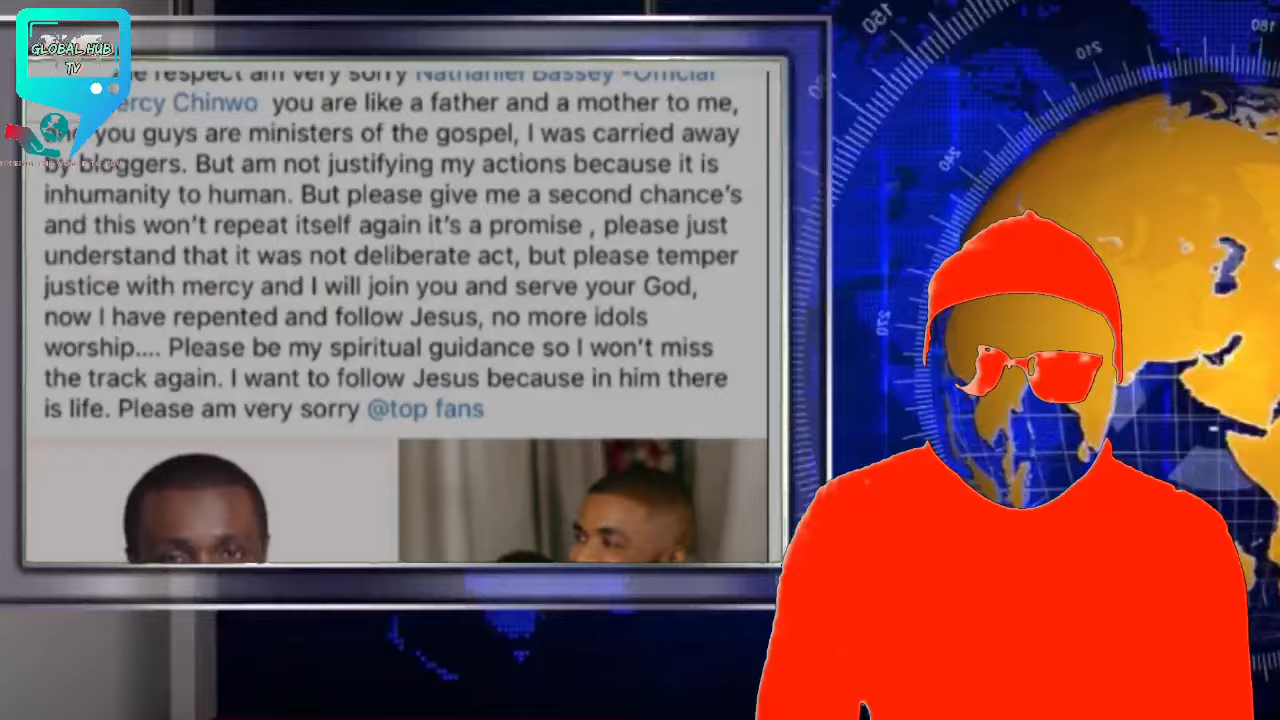 GLOBAL HUB
TV
respect am very sorry Nathaniel Bassey -Official
Chinwo you are like a father and a mother to me,
you guys are ministers of the gospel, I was carried away
by bloggers. But am not justifying my actions because it is
inhumanity to human. But please give me a second chance's
and this won't repeat itself again it's a promise , please just
understand that it was not deliberate act, but please temper
justice with mercy and I will join you and serve your God,
now I have repented and follow Jesus, no more idols
worship.... Please be my spiritual guidance so I won't miss
the track again. I want to follow Jesus because in him there
is life. Please am very sorry @top fans
150
180
210
240
270